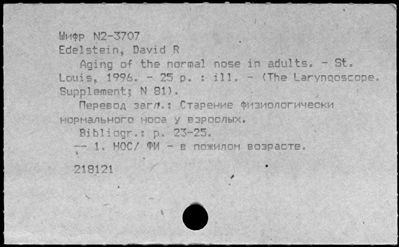 Шифр N2-3707
Edelstein, David R
Aging of the normal nose in adults. - St.
Louis, 1996. - 25 p. : ill. - (The Laryngoscope.
Supplement; N 81).
Перевод загл.: Старение физиологически
нормального носа у взрослых.
Bibliogr.: p. 23-25.
-- 1. НОС/ ФИ - в пожилом возрасте.
218121